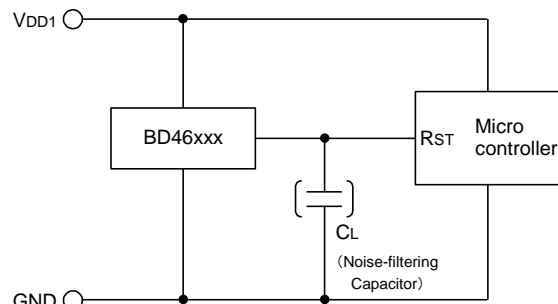 VDD1
BD46xxx
RST
Micro
controller
CL
（Noise-filtering
Capacitor）
GND